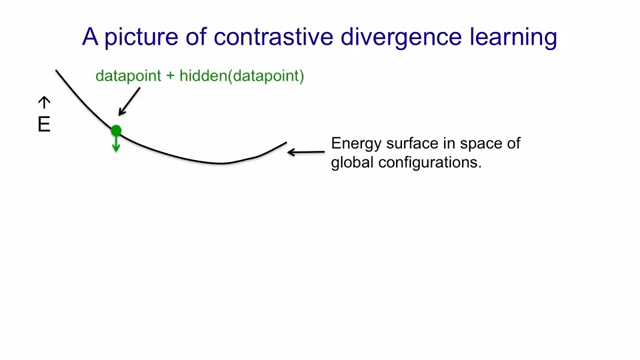 A picture of contrastive divergence learning
datapoint + hidden(datapoint)
↑
E
Energy surface in space of
global configurations.